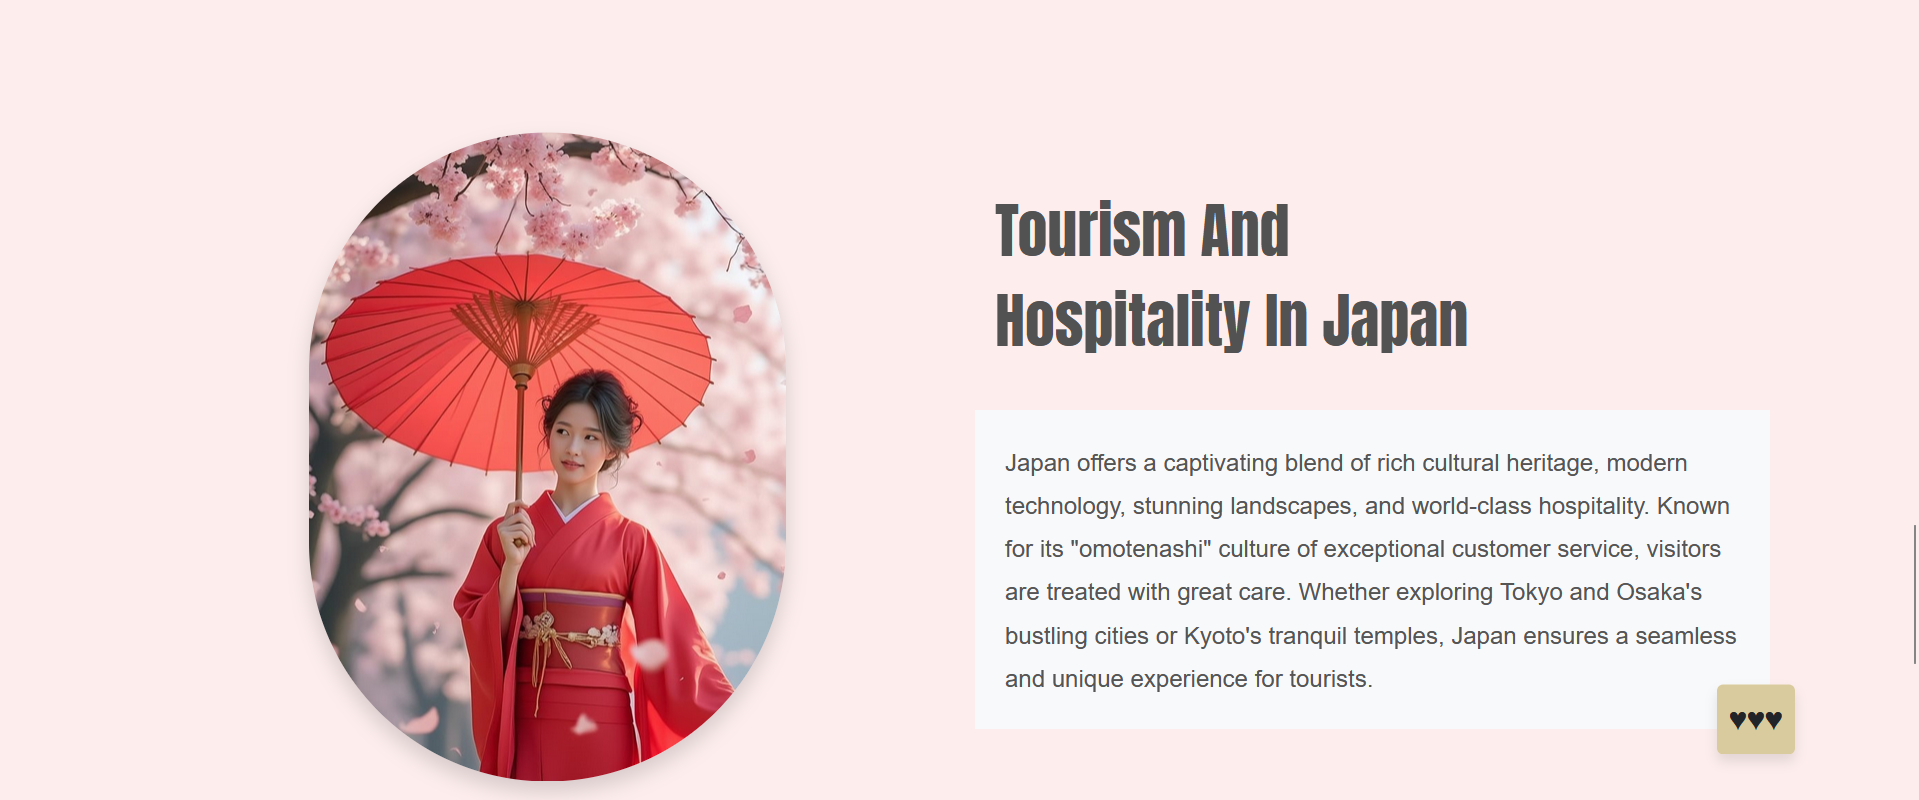 Tourism And
Hospitality In Japan
Japan offers a captivating blend of rich cultural heritage, modern
technology, stunning landscapes, and world-class hospitality. Known
for its "omotenashi" culture of exceptional customer service, visitors
are treated with great care. Whether exploring Tokyo and Osaka's
bustling cities or Kyoto's tranquil temples, Japan ensures a seamless
and unique experience for tourists.
♥♥♥